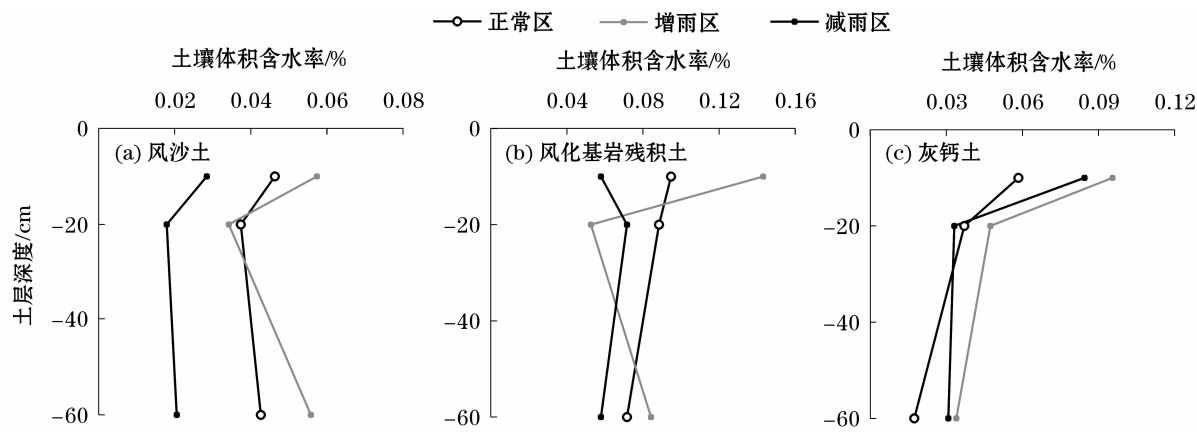 正常区 增雨区 减雨区
土壤体积含水率/% 土壤体积含水率/% 土壤体积含水率/%
0.02 0.04 0.06 0.08 0.04 0.08 0.12 0.16 0.03 0.06 0.09 0.12
0 0 0
(a) 风沙土 (b) 风化基岩残积土 (c) 灰钙土
−20 −20 −20
土层深度/cm
−40 −40 −40
−60 −60 −60